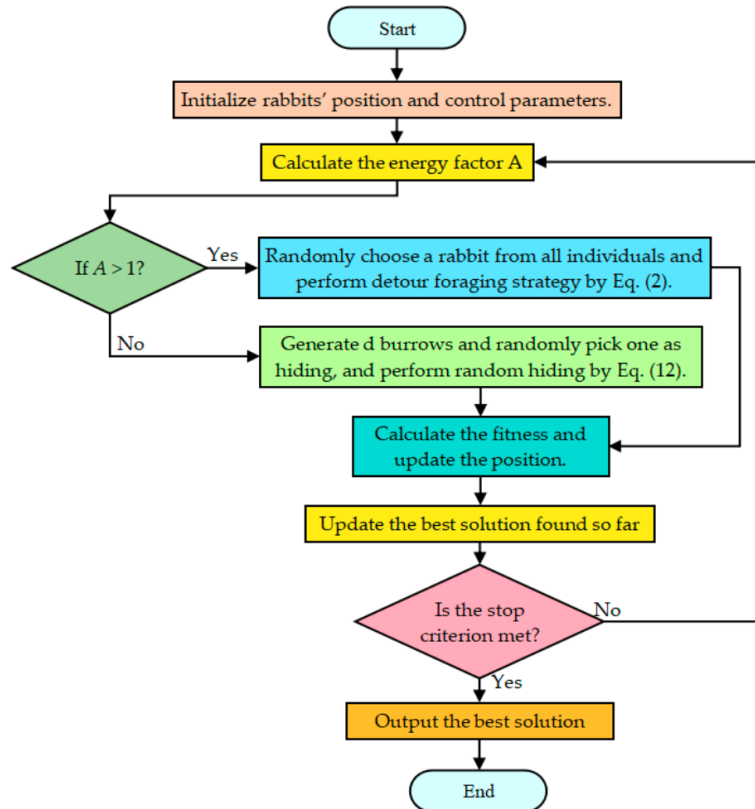 Start
Initialize rabbits’ position and control parameters.
Calculate the energy factor A
If A > 1?
Yes
Randomly choose a rabbit from all individuals and
perform detour foraging strategy by Eq. (2).
No
Generate d burrows and randomly pick one as
hiding, and perform random hiding by Eq. (12).
Calculate the fitness and
update the position.
Update the best solution found so far
Is the stop
criterion met?
No
Yes
Output the best solution
End